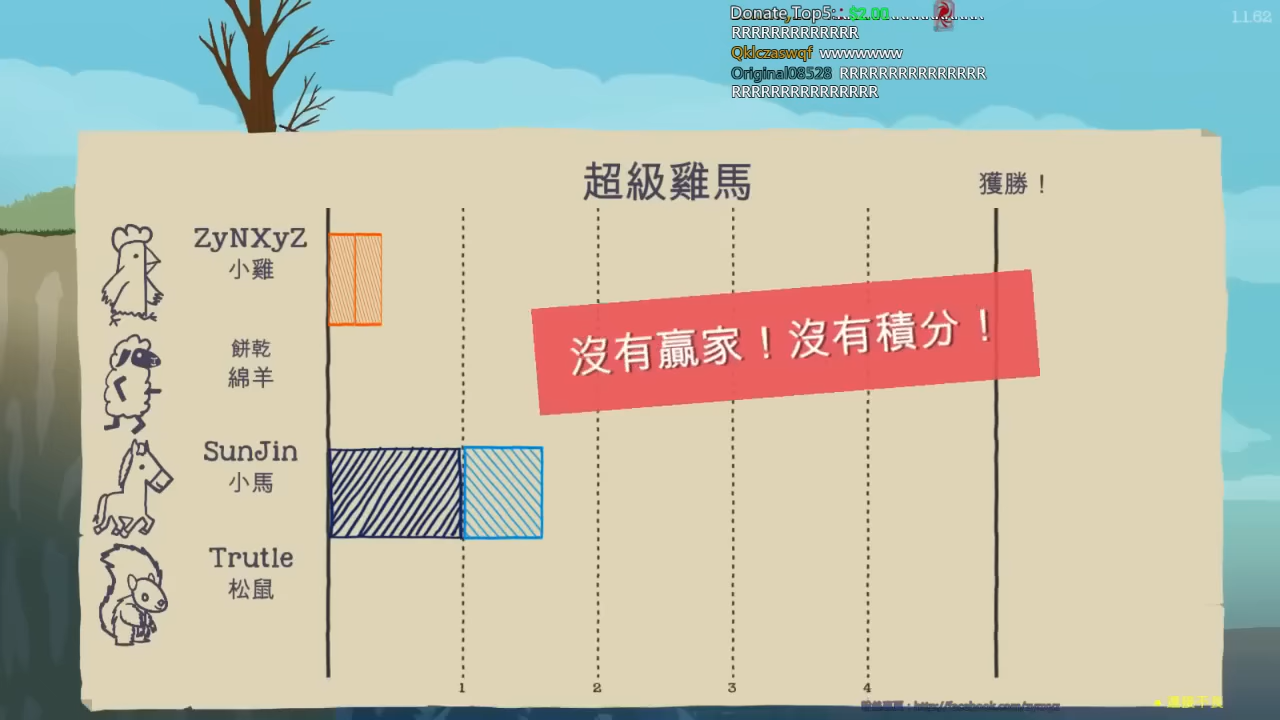 Donate Top5: $2.00
1.1.62
RRRRRRRRRRRRR
Qklczaswqf wwwwwwww
Original08528 RRRRRRRRRRRRRRR
RRRRRRRRRRRRRRR
超級雞馬
獲勝！
ZyNXyZ
小雞
沒有贏家！沒有積分！
餅乾
綿羊
SunJin
小馬
Trutle
松鼠
1 2 3 4